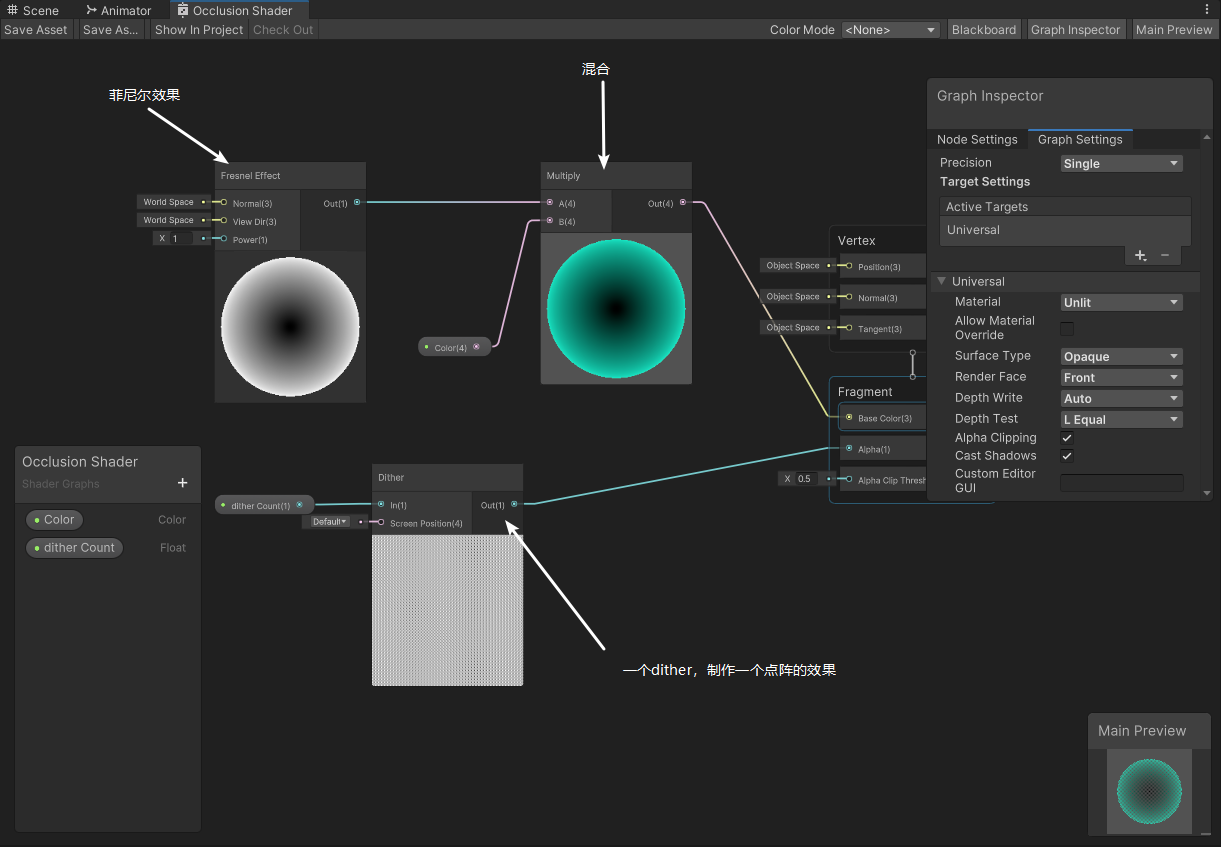 Scene
Animator
Occlusion Shader
Save Asset
Save As...
Show In Project
Check Out
Color Mode
<None>
Blackboard
Graph Inspector
Main Preview
混合
菲尼尔效果
Fresnel Effect
World Space
Normal(3)
Out(1)
World Space
View Dir(3)
X 1
Power(1)
Multiply
A(4)
Out(4)
B(4)
Color(4)
Vertex
Object Space
Position(3)
Object Space
Normal(3)
Object Space
Tangent(3)
Fragment
Base Color(3)
Alpha(1)
X 0.5
Alpha Clip Thresh
Graph Inspector
Node Settings
Graph Settings
Precision
Single
Target Settings
Active Targets
Universal
+
−
Universal
Material
Unlit
Allow Material
Override
Surface Type
Opaque
Render Face
Front
Depth Write
Auto
Depth Test
L Equal
Alpha Clipping
Cast Shadows
Custom Editor
GUI
Occlusion Shader
Shader Graphs
+
Color
Color
dither Count
Float
Dither
dither Count(1)
In(1)
Out(1)
Default
Screen Position(4)
一个dither，制作一个点阵的效果
Main Preview